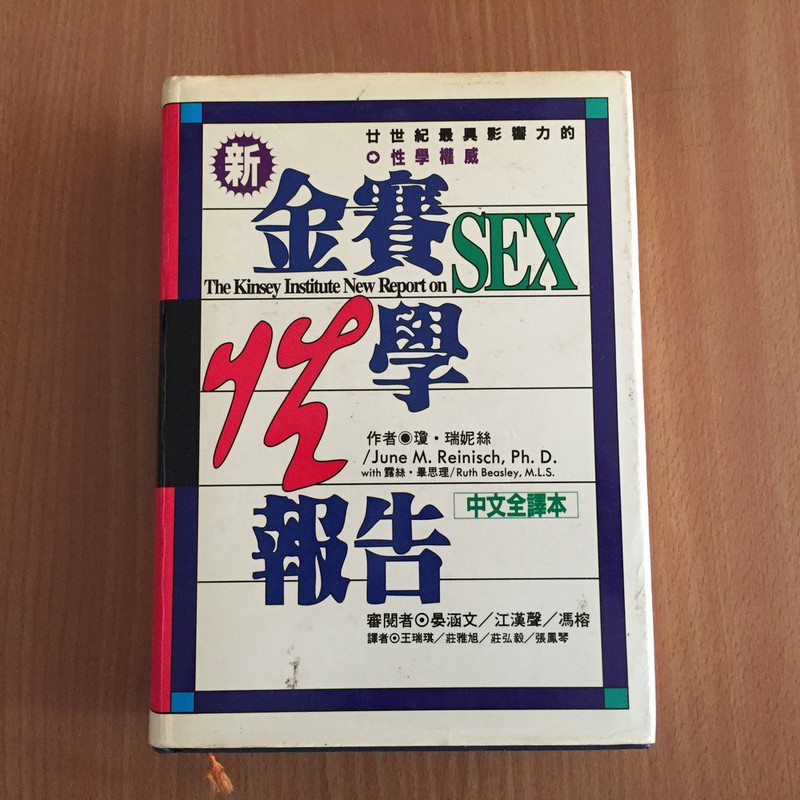 廿世紀最具影響力的
性學權威
新
金賽
The Kinsey Institute New Report on SEX
性學
作者◉瓊・瑞妮絲
/June M. Reinisch, Ph. D.
with 露絲・畢思理/Ruth Beasley, M.L.S.
中文全譯本
報告
審閱者◉晏涵文／江漢聲／馮榕
譯者◉王瑞琪／莊雅旭／莊弘毅／張鳳琴